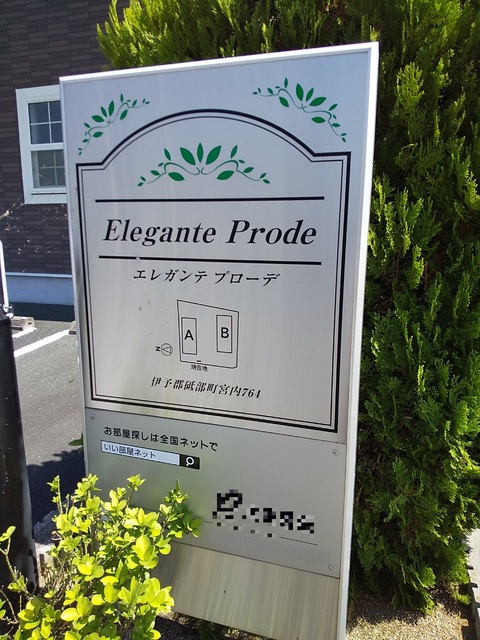 Elegante Prode
エレガンテ プローデ
A
B
N
現在地
伊予郡砥部町宮内764
お部屋探しは全国ネットで
いい部屋ネット